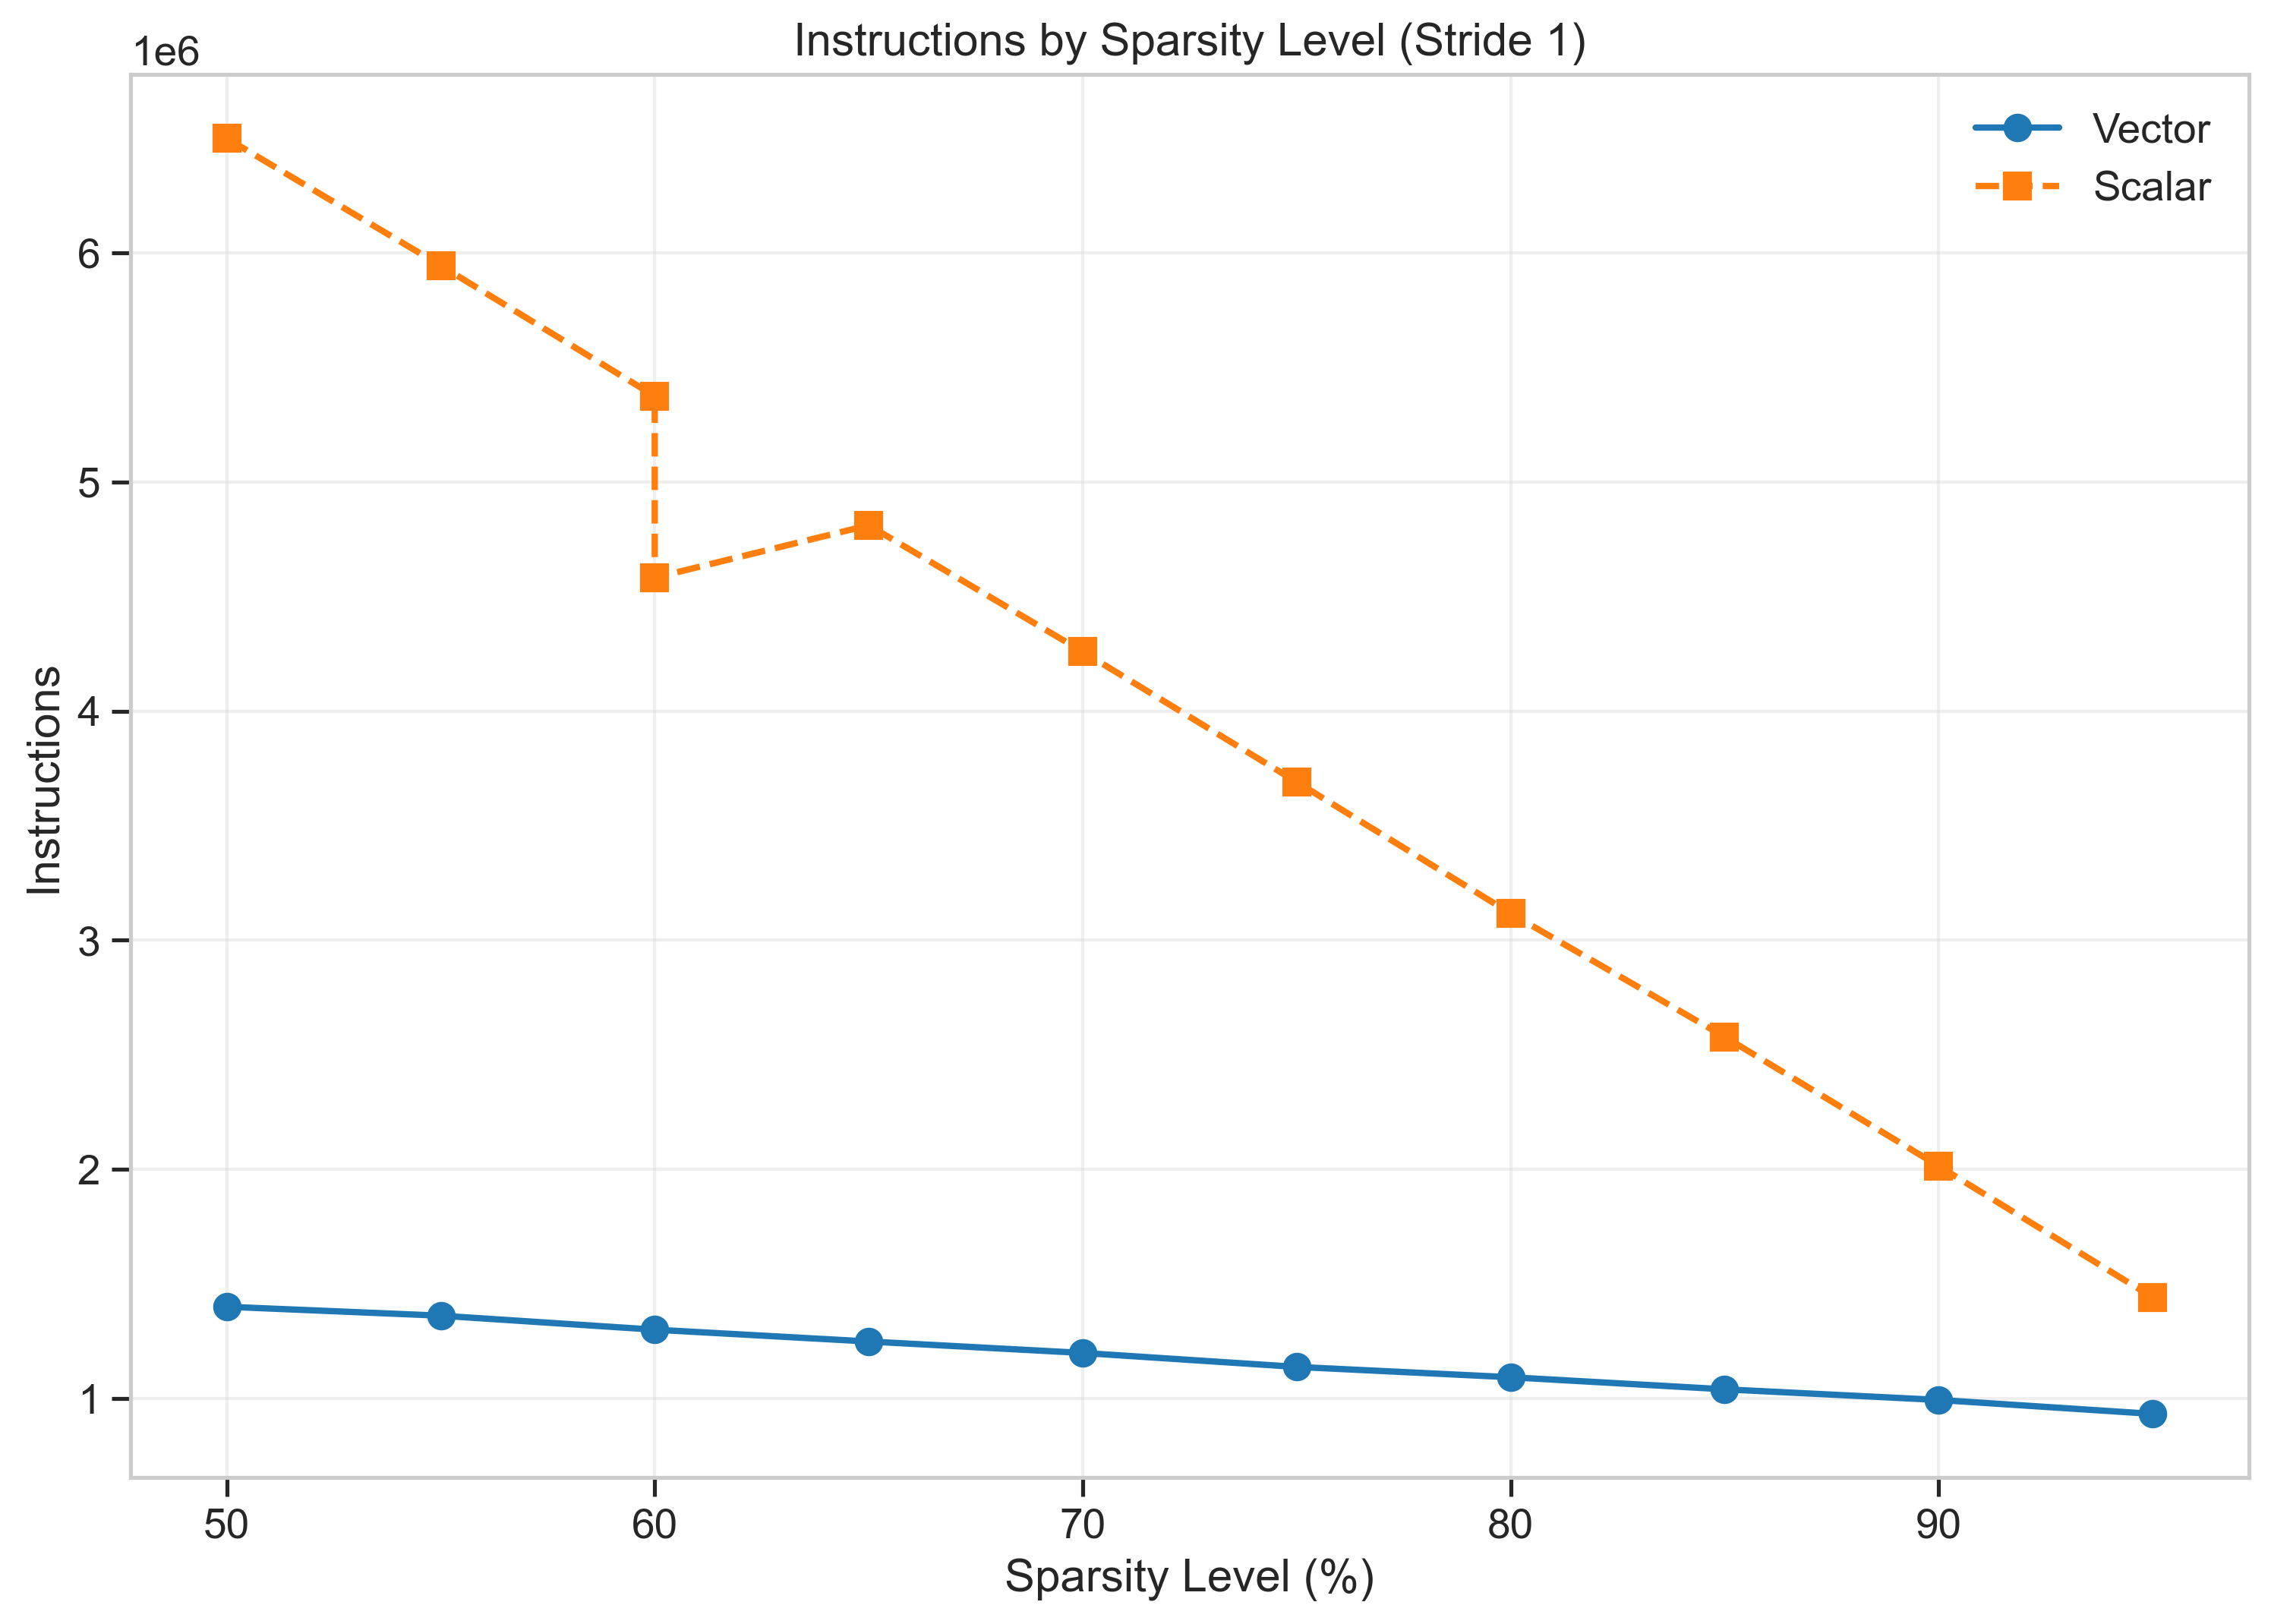 Instructions by Sparsity Level (Stride 1)
1e6
Vector
Scalar
6
5
4
3
2
1
Instructions
50 60 70 80 90
Sparsity Level (%)